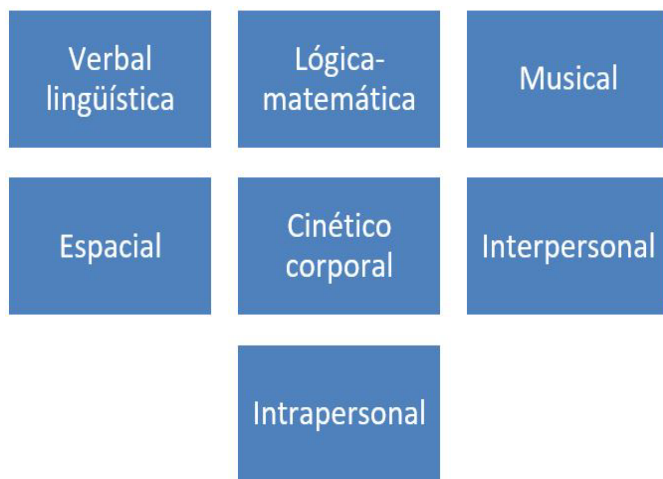 Verbal
lingüística
Lógica-
matemática
Musical
Espacial
Cinético
corporal
Interpersonal
Intrapersonal